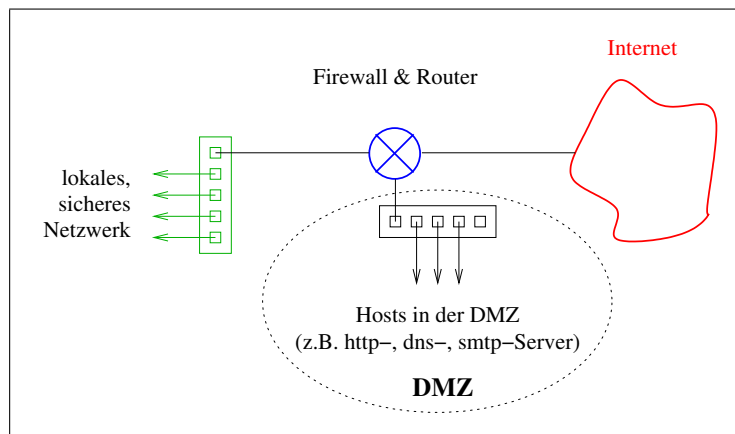 Internet
Firewall & Router
lokales,
sicheres
Netzwerk
Hosts in der DMZ
(z.B. http−, dns−, smtp−Server)
DMZ